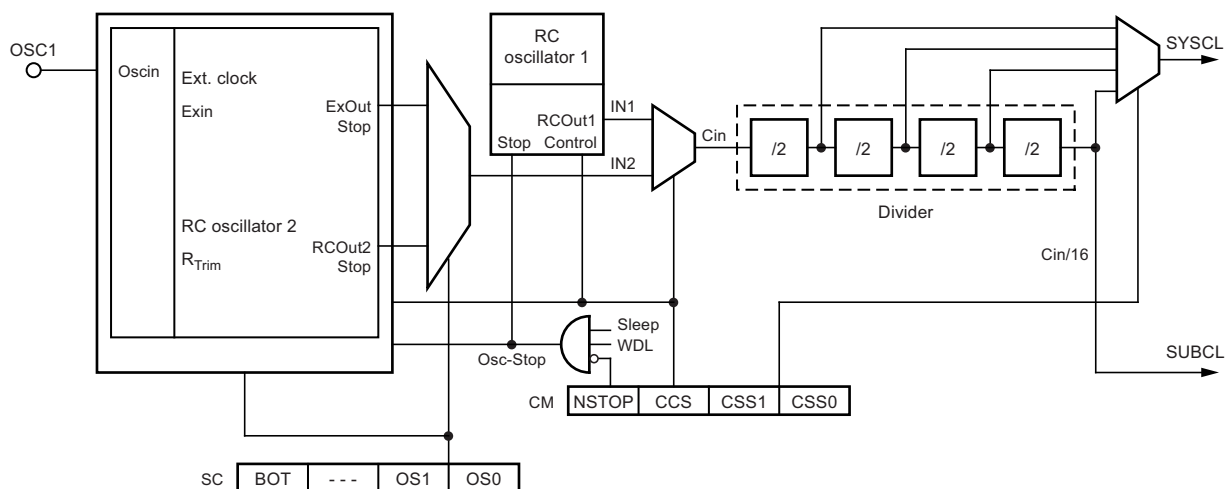 OSC1
Oscin
Ext. clock
Exin
ExOut
Stop
RC oscillator 2
RTrim
RCOut2
Stop
RC
oscillator 1
RCOut1
Stop Control
IN1
IN2
Cin
/2 /2 /2 /2
Divider
SYSCL
Cin/16
SUBCL
Sleep
WDL
Osc-Stop
CM NSTOP CCS CSS1 CSS0
SC BOT - - - OS1 OS0